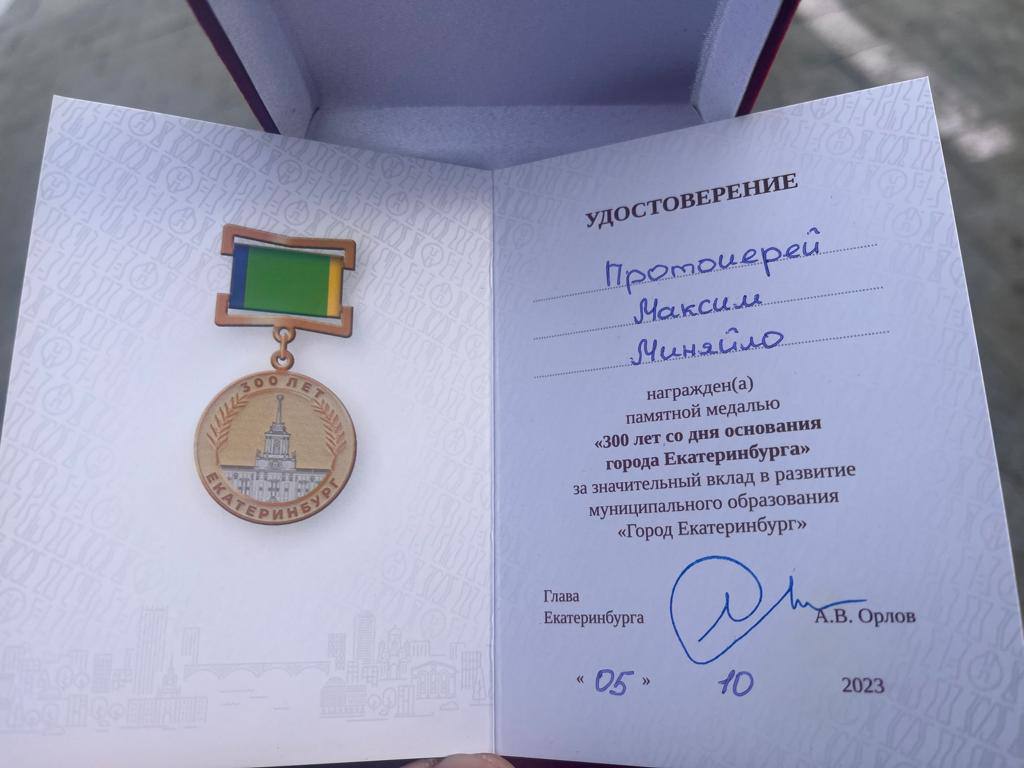 300 ЛЕТ
ЕКАТЕРИНБУРГ
УДОСТОВЕРЕНИЕ
Протоиерей
Максим
Миняйло
награжден(а)
памятной медалью
«300 лет со дня основания
города Екатеринбурга»
за значительный вклад в развитие
муниципального образования
«Город Екатеринбург»
Глава
Екатеринбурга
А.В. Орлов
« 05 » 10 2023